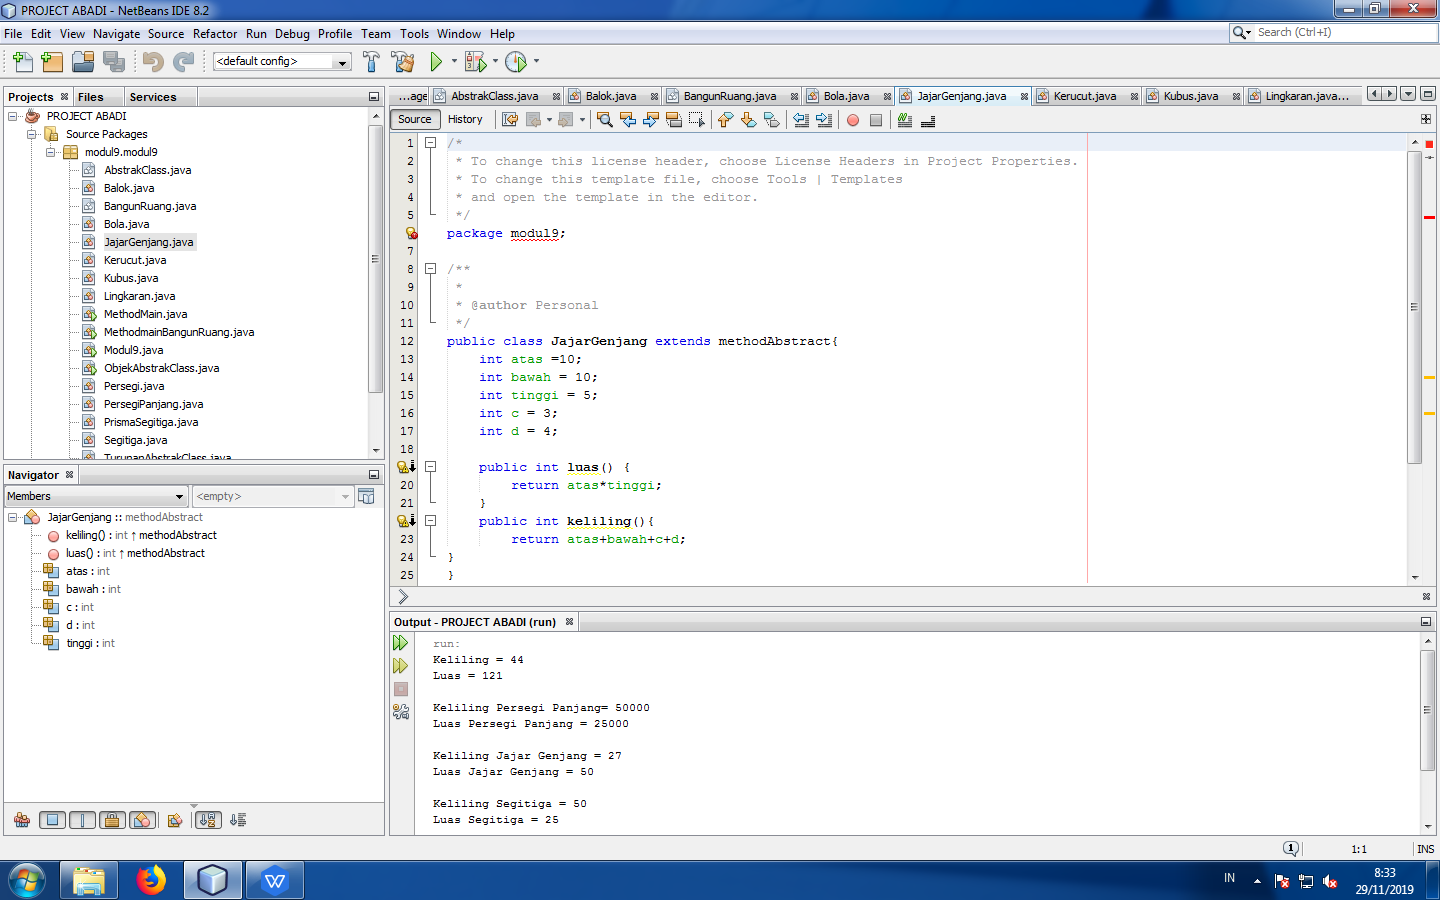 PROJECT ABADI - NetBeans IDE 8.2
File Edit View Navigate Source Refactor Run Debug Profile Team Tools Window Help
Search (Ctrl+I)
<default config>
Projects Files Services
PROJECT ABADI
Source Packages
modul9.modul9
AbstrakClass.java
Balok.java
BangunRuang.java
Bola.java
JajarGenjang.java
Kerucut.java
Kubus.java
Lingkaran.java
MethodMain.java
MethodmainBangunRuang.java
Modul9.java
ObjekAbstrakClass.java
Persegi.java
PersegiPanjang.java
PrismaSegitiga.java
Segitiga.java
TurunanAbstrakClass.java
Navigator
Members
<empty>
JajarGenjang :: methodAbstract
keliling() : int ↑ methodAbstract
luas() : int ↑ methodAbstract
atas : int
bawah : int
c : int
d : int
tinggi : int
...age AbstrakClass.java Balok.java BangunRuang.java Bola.java JajarGenjang.java Kerucut.java Kubus.java Lingkaran.java...
Source History
1 /*
2 * To change this license header, choose License Headers in Project Properties.
3 * To change this template file, choose Tools | Templates
4 * and open the template in the editor.
5 */
package modul9;
7
8 /**
9 *
10 * @author Personal
11 */
12 public class JajarGenjang extends methodAbstract{
13 int atas =10;
14 int bawah = 10;
15 int tinggi = 5;
16 int c = 3;
17 int d = 4;
18
public int luas() {
20 return atas*tinggi;
21 }
public int keliling(){
23 return atas+bawah+c+d;
24 }
25 }
Output - PROJECT ABADI (run)
run:
Keliling = 44
Luas = 121
Keliling Persegi Panjang= 50000
Luas Persegi Panjang = 25000
Keliling Jajar Genjang = 27
Luas Jajar Genjang = 50
Keliling Segitiga = 50
Luas Segitiga = 25
1 1:1 INS
IN
8:33
29/11/2019